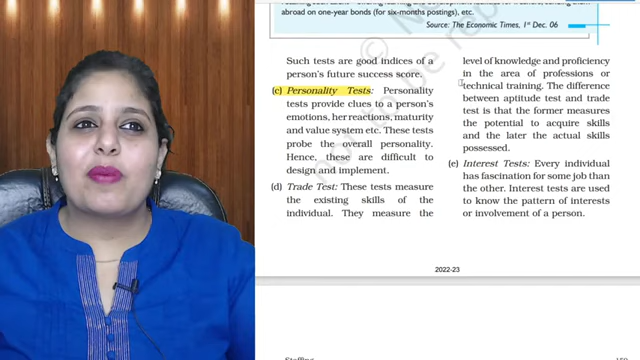 abroad on one-year bonds (for six-months postings), etc.
Source: The Economic Times, 1st Dec. 06
Such tests are good indices of a
person's future success score.
(c) Personality Tests: Personality
tests provide clues to a person's
emotions, her reactions, maturity
and value system etc. These tests
probe the overall personality.
Hence, these are difficult to
design and implement.
(d) Trade Test: These tests measure
the existing skills of the
individual. They measure the
level of knowledge and proficiency
in the area of professions or
technical training. The difference
between aptitude test and trade
test is that the former measures
the potential to acquire skills
and the later the actual skills
possessed.
(e) Interest Tests: Every individual
has fascination for some job than
the other. Interest tests are used
to know the pattern of interests
or involvement of a person.
2022-23